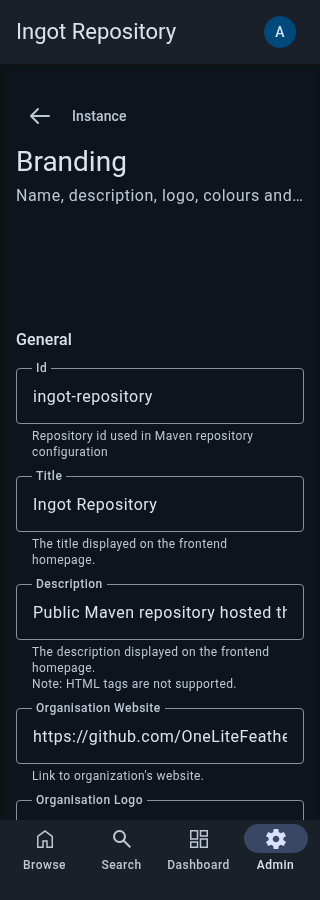 Ingot Repository
A
Instance
Branding
Name, description, logo, colours and…
General
Id
ingot-repository
Repository id used in Maven repository
configuration
Title
Ingot Repository
The title displayed on the frontend
homepage.
Description
Public Maven repository hosted th
The description displayed on the frontend
homepage.
Note: HTML tags are not supported.
Organisation Website
https://github.com/OneLiteFeathe
Link to organization's website.
Organisation Logo
Browse
Search
Dashboard
Admin